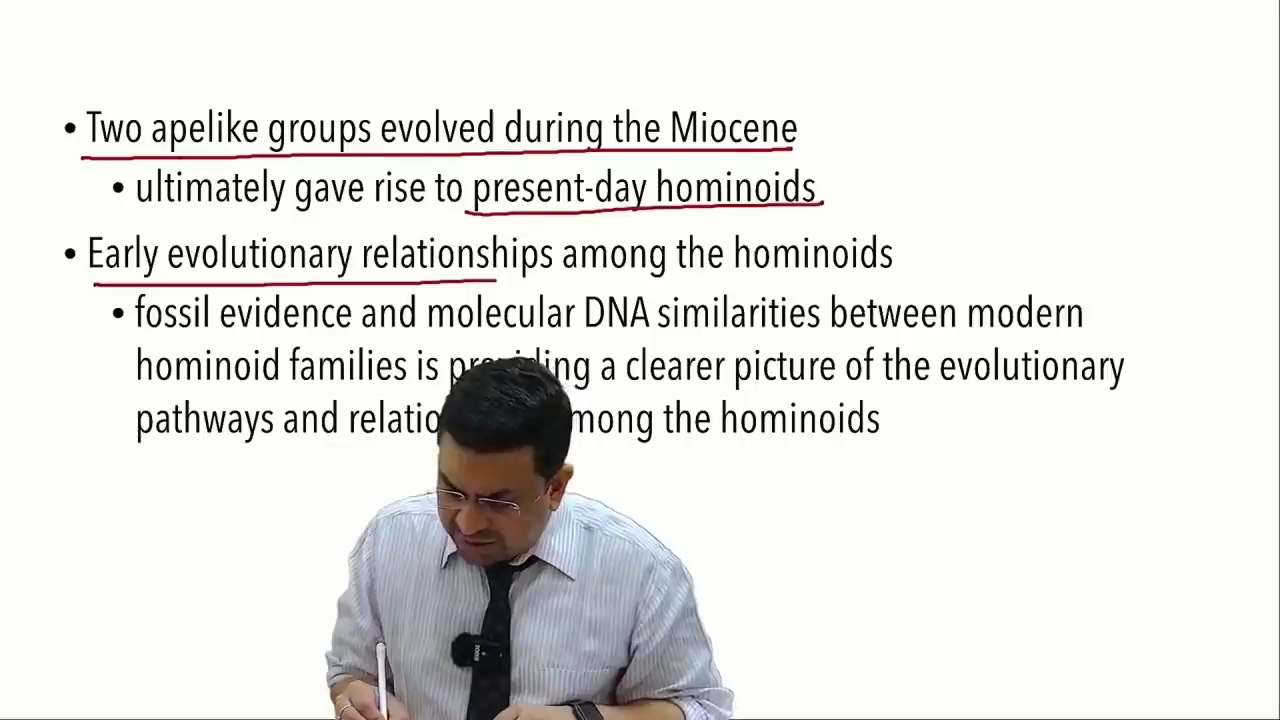 • Two apelike groups evolved during the Miocene
• ultimately gave rise to present-day hominoids
• Early evolutionary relationships among the hominoids
• fossil evidence and molecular DNA similarities between modern
hominoid families is providing a clearer picture of the evolutionary
pathways and among the hominoids